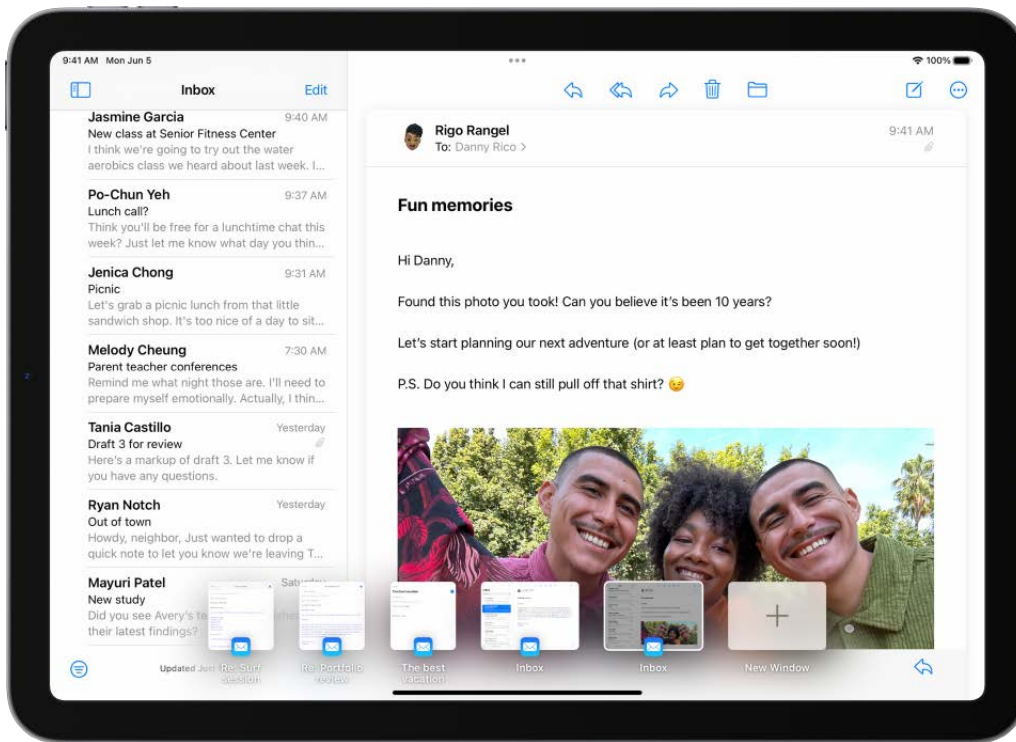 9:41 AM Mon Jun 5
100%
Inbox
Edit
Jasmine Garcia
9:40 AM
New class at Senior Fitness Center
I think we're going to try out the water
aerobics class we heard about last week. I...
Po-Chun Yeh
9:37 AM
Lunch call?
Think you'll be free for a lunchtime chat this
week? Just let me know what day you thin...
Jenica Chong
9:31 AM
Picnic
Let's grab a picnic lunch from that little
sandwich shop. It's too nice of a day to sit...
Melody Cheung
7:30 AM
Parent teacher conferences
Remind me what night those are. I'll need to
prepare myself emotionally. Actually, I thin...
Tania Castillo
Yesterday
Draft 3 for review
Here's a markup of draft 3. Let me know if
you have any questions.
Ryan Notch
Yesterday
Out of town
Howdy, neighbor, Just wanted to drop a
quick note to let you know we're leaving T...
Mayuri Patel
Saturday
New study
Did you see Avery's
their latest findings?
Updated Just
Rigo Rangel
9:41 AM
To: Danny Rico >
Fun memories
Hi Danny,
Found this photo you took! Can you believe it's been 10 years?
Let's start planning our next adventure (or at least plan to get together soon!)
P.S. Do you think I can still pull off that shirt? 😉
Re: Surf
session
Re: Portfolio
review
The best
vacation
Inbox
Inbox
New Window